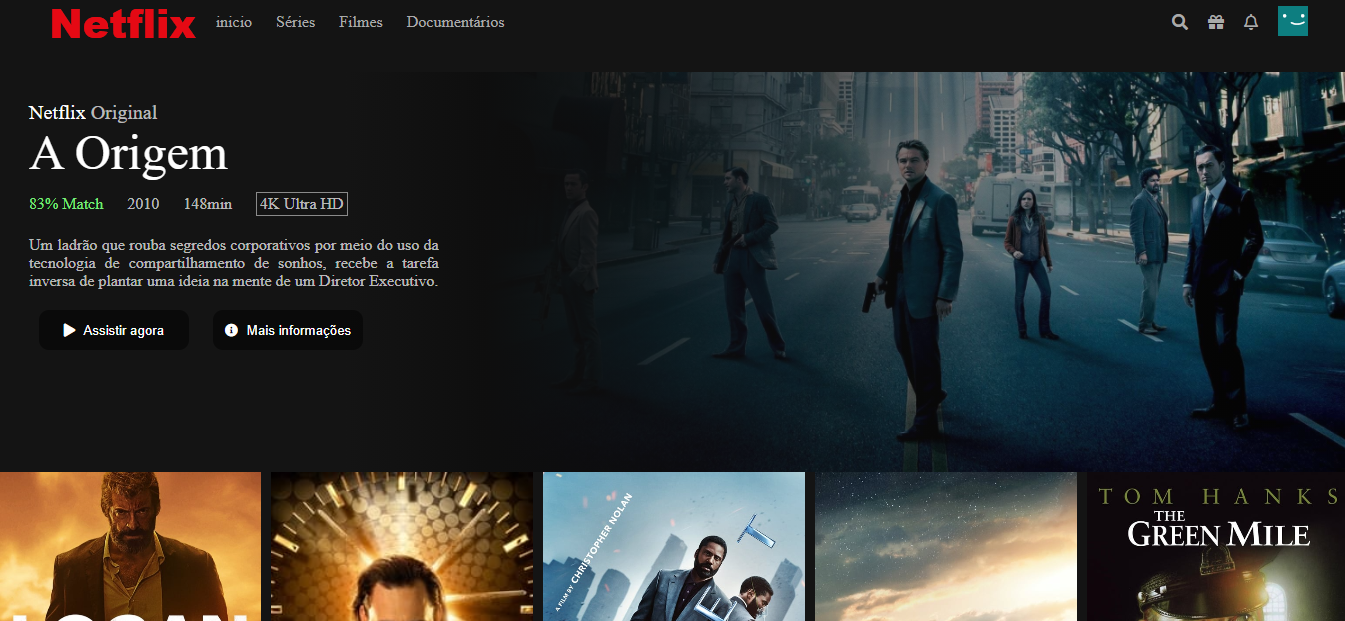 Netflix inicio Séries Filmes Documentários
Netflix Original
A Origem
83% Match 2010 148min 4K Ultra HD
Um ladrão que rouba segredos corporativos por meio do uso da
tecnologia de compartilhamento de sonhos, recebe a tarefa
inversa de plantar uma ideia na mente de um Diretor Executivo.
Assistir agora Mais informações
LOGAN
A FILM BY CHRISTOPHER NOLAN
TE
TOM HANKS
THE
GREEN MILE